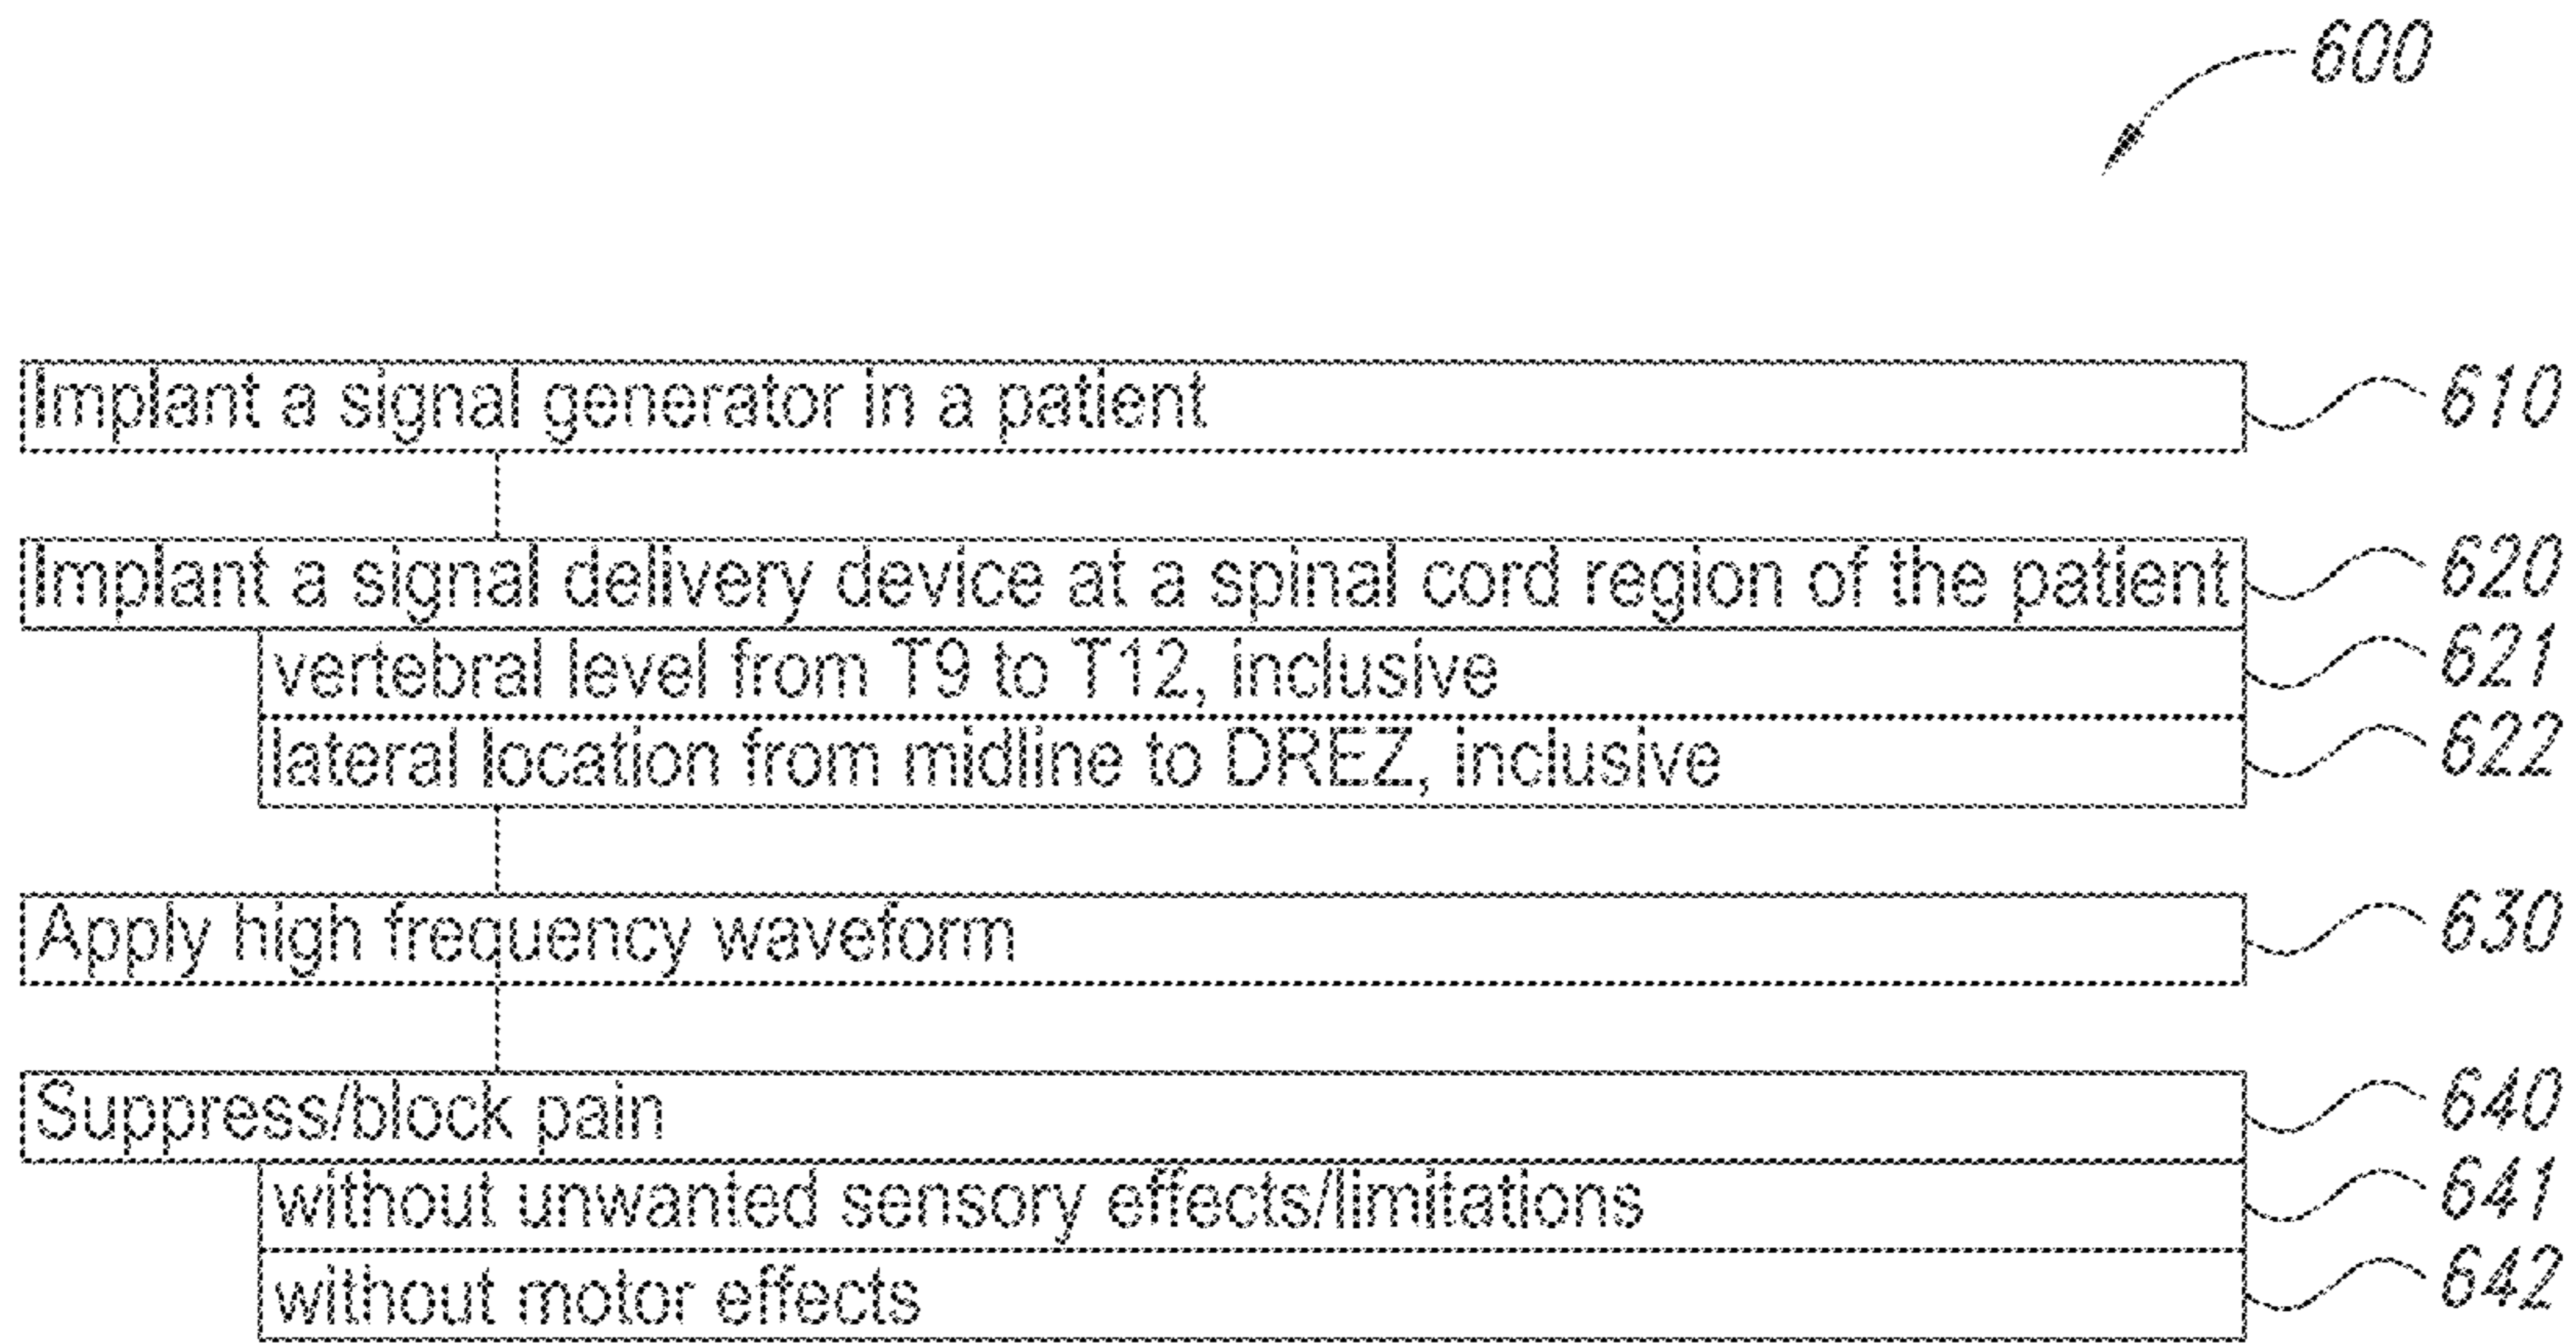 600
Implant a signal generator in a patient 610
Implant a signal delivery device at a spinal cord region of the patient 620
vertebral level from T9 to T12, inclusive 621
lateral location from midline to DREZ, inclusive 622
Apply high frequency waveform 630
Suppress/block pain 640
without unwanted sensory effects/limitations 641
without motor effects 642